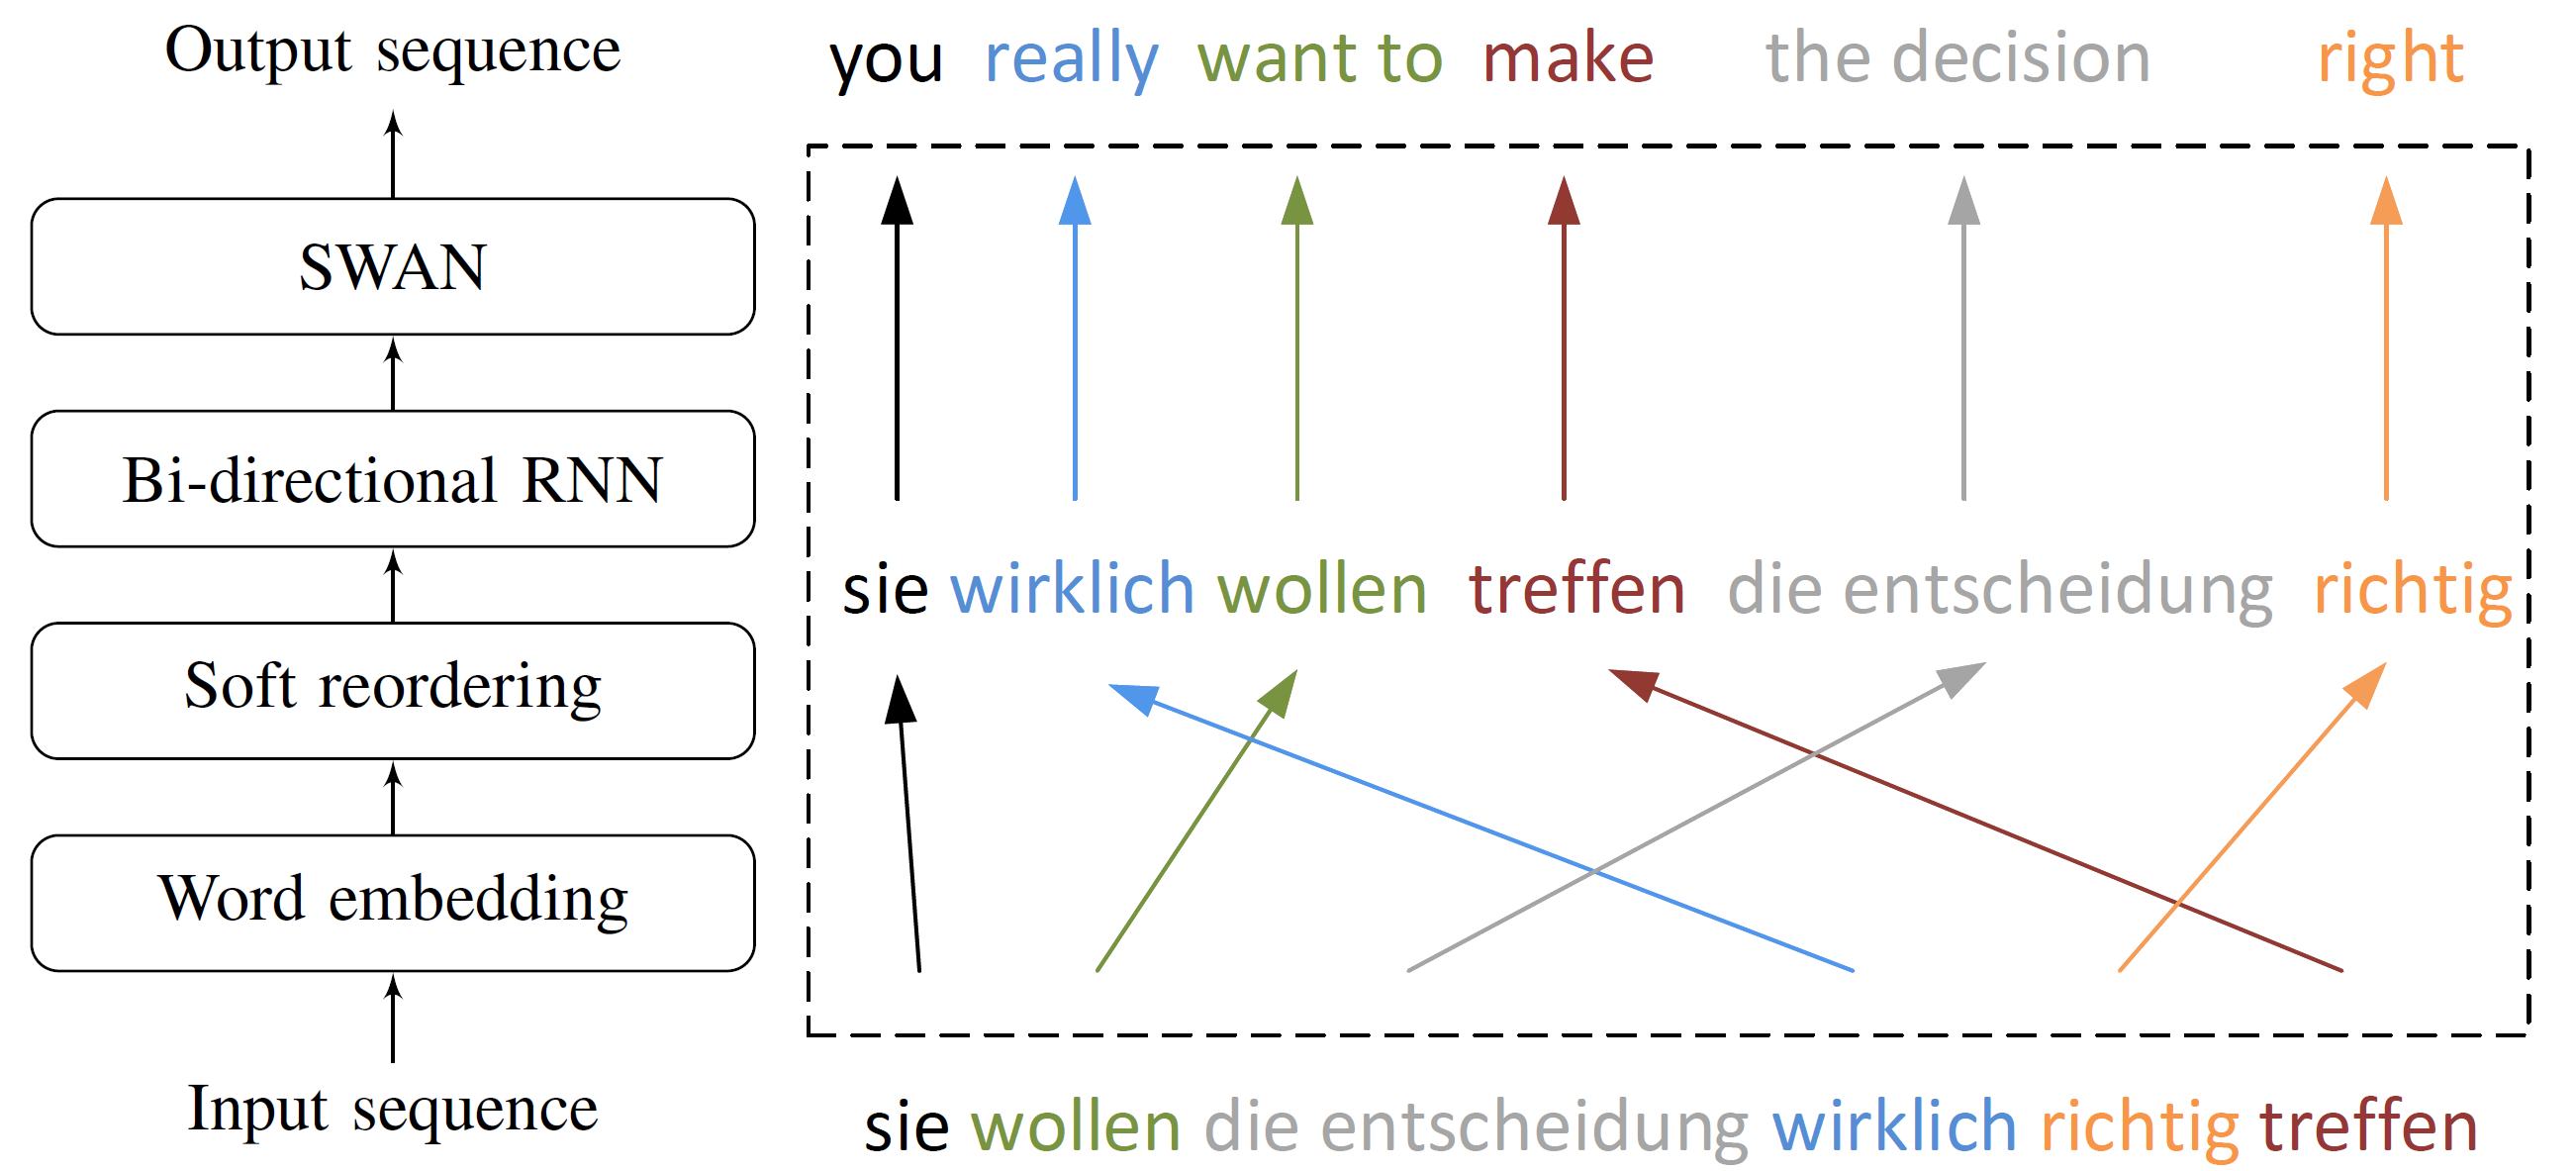 Output sequence
SWAN
Bi-directional RNN
Soft reordering
Word embedding
Input sequence
you really want to make the decision right
sie wirklich wollen treffen die entscheidung richtig
sie wollen die entscheidung wirklich richtig treffen